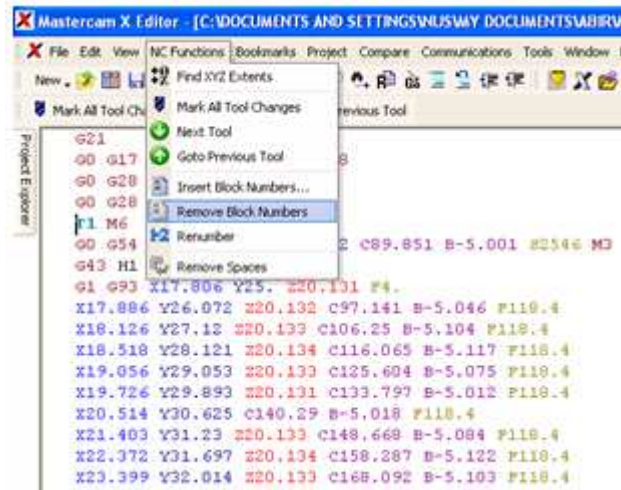 Mastercam X Editor - [C:\DOCUMENTS AND SETTINGS\NUS\MY DOCUMENTS\ABIRV
File Edit View NC Functions Bookmarks Project Compare Communications Tools Window
New
Find XYZ Extents
Mark All Tool Ch
Mark All Tool Changes
revious Tool
Next Tool
Goto Previous Tool
Insert Block Numbers...
Remove Block Numbers
Renumber
Remove Spaces
Project Explorer
G21
G0 G17
G0 G28
G0 G28
T1 M6
G0 G54 2 C89.851 B-5.001 S2546 M3
G43 H1
G1 G93 X17.806 Y25. Z20.131 F4.
X17.886 Y26.072 Z20.132 C97.141 B-5.046 F118.4
X18.126 Y27.12 Z20.133 C106.25 B-5.104 F118.4
X18.518 Y28.121 Z20.134 C116.065 B-5.117 F118.4
X19.056 Y29.053 Z20.133 C125.604 B-5.075 F118.4
X19.726 Y29.893 Z20.131 C133.797 B-5.012 F118.4
X20.514 Y30.625 C140.29 B-5.018 F118.4
X21.403 Y31.23 Z20.133 C148.668 B-5.084 F118.4
X22.372 Y31.697 Z20.134 C158.287 B-5.122 F118.4
X23.399 Y32.014 Z20.133 C168.092 B-5.103 F118.4